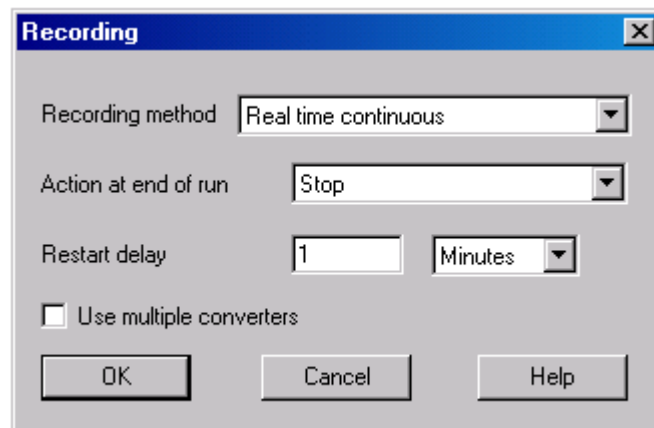 Recording
Recording method Real time continuous
Action at end of run Stop
Restart delay 1 Minutes
Use multiple converters
OK Cancel Help